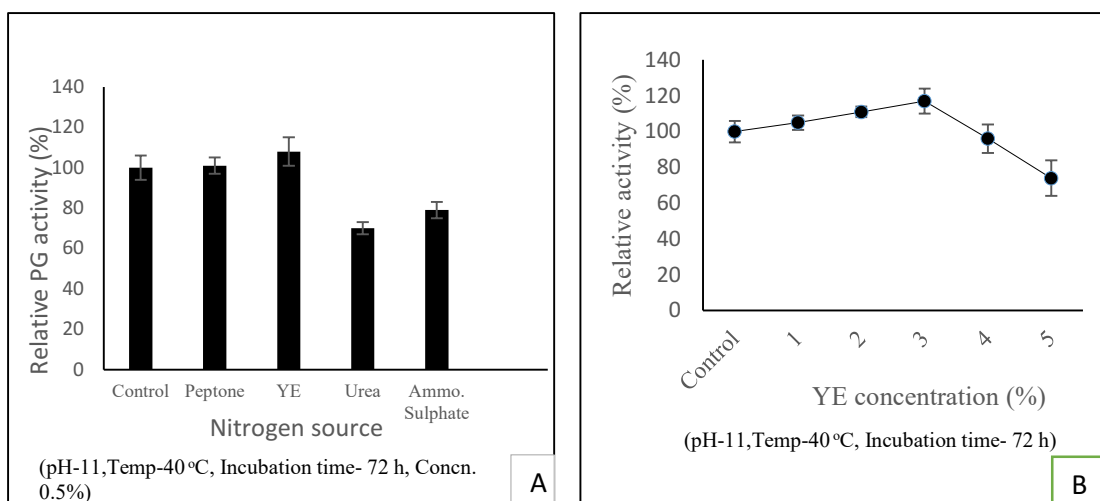 140
120
100
80
60
40
20
0
Relative PG activity (%)
Control Peptone YE Urea Ammo.
Sulphate
Nitrogen source
(pH-11,Temp-40 °C, Incubation time- 72 h, Concn.
0.5%)
A
140
120
100
80
60
40
20
0
Relative activity (%)
Control 1 2 3 4 5
YE concentration (%)
(pH-11,Temp-40 °C, Incubation time- 72 h)
B